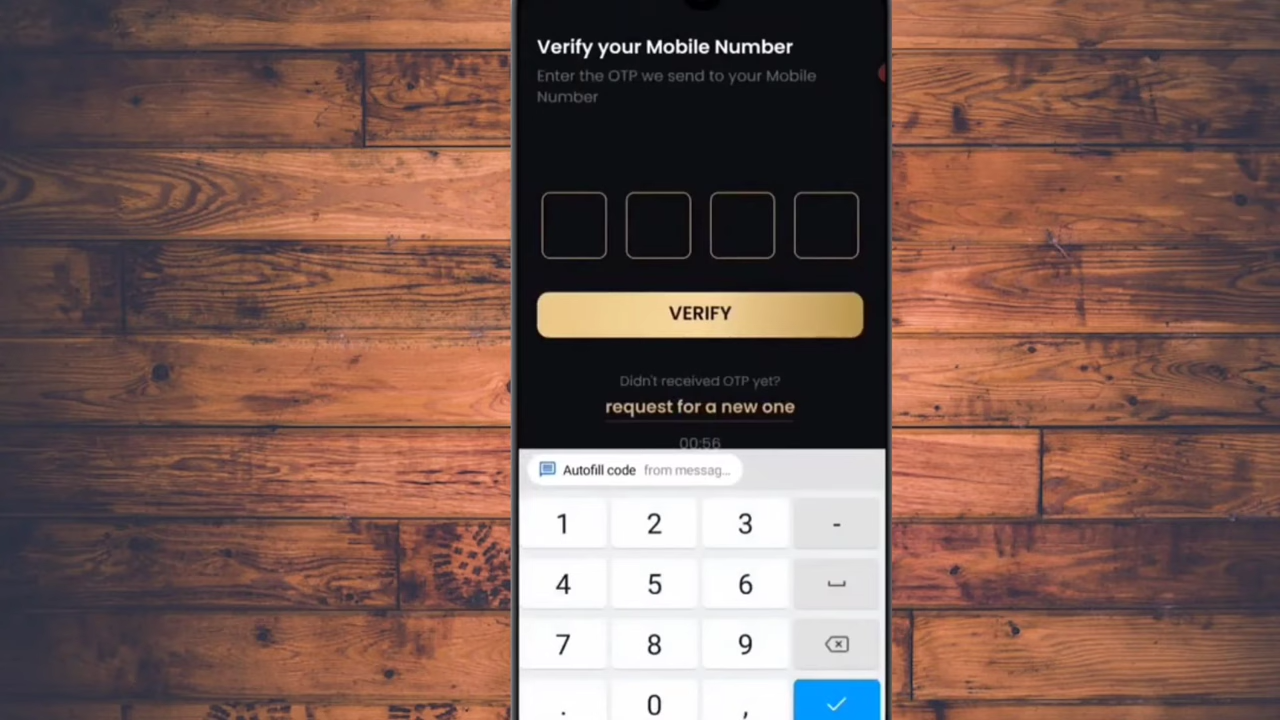 Verify your Mobile Number
Enter the OTP we send to your Mobile
Number
VERIFY
Didn't received OTP yet?
request for a new one
00:56
Autofill code from messag...
1 2 3 -
4 5 6
7 8 9
. 0 ,